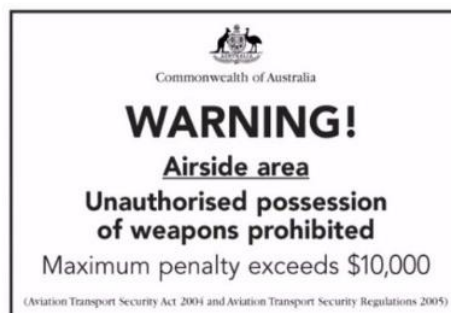 AUSTRALIA
Commonwealth of Australia
WARNING!
Airside area
Unauthorised possession
of weapons prohibited
Maximum penalty exceeds $10,000
(Aviation Transport Security Act 2004 and Aviation Transport Security Regulations 2005)